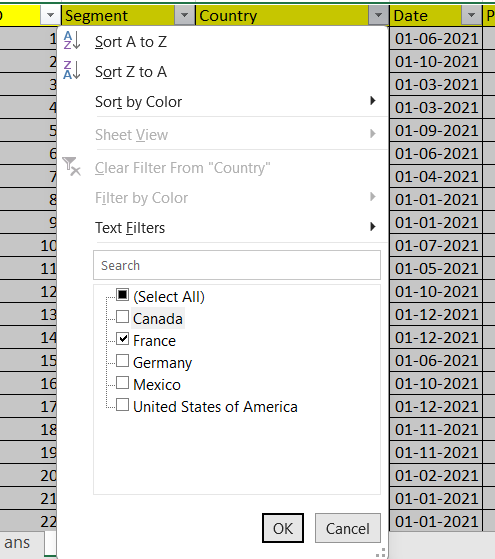 D Segment Country Date P
1 Sort A to Z 01-06-2021
2 Sort Z to A 01-10-2021
3 Sort by Color 01-03-2021
4 01-03-2021
5 Sheet View 01-09-2021
6 Clear Filter From "Country" 01-06-2021
7 Filter by Color 01-04-2021
8 Text Filters 01-01-2021
9 01-01-2021
10 Search 01-07-2021
11 (Select All) 01-05-2021
12 Canada 01-10-2021
13 France 01-12-2021
14 Germany 01-12-2021
15 Mexico 01-06-2021
16 United States of America 01-10-2021
17 01-12-2021
18 01-11-2021
19 01-11-2021
20 01-02-2021
21 01-01-2021
22 OK Cancel 01-01-2021
ans